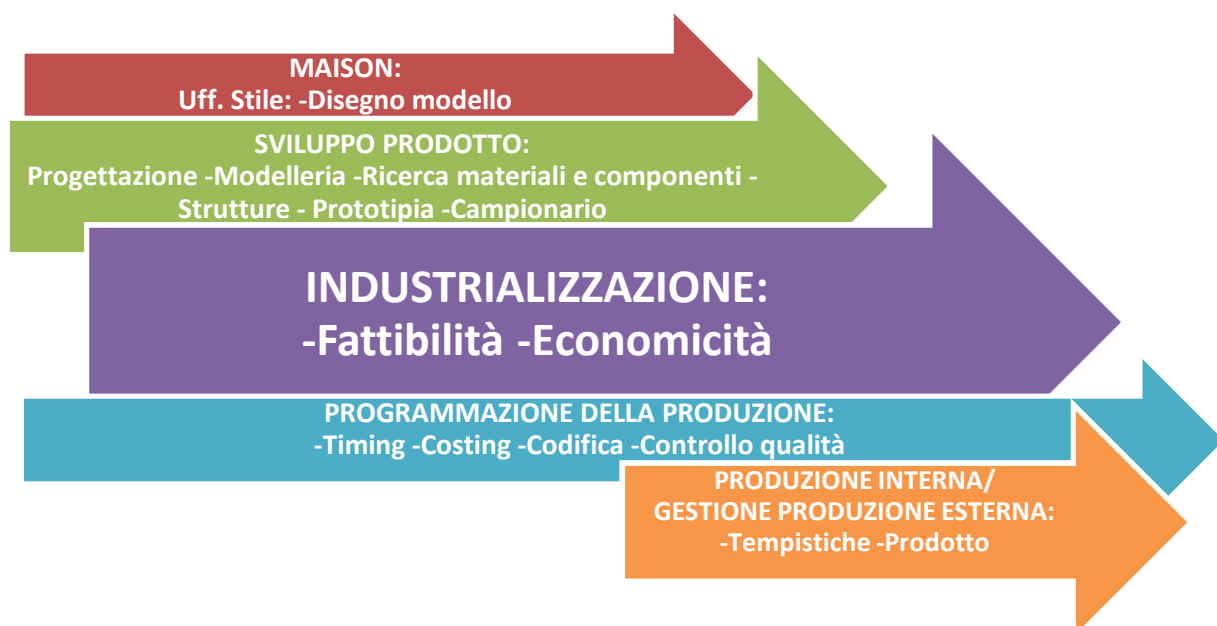 MAISON:
Uff. Stile: -Disegno modello
SVILUPPO PRODOTTO:
Progettazione -Modelleria -Ricerca materiali e componenti -
Strutture - Prototipia -Campionario
INDUSTRIALIZZAZIONE:
-Fattibilità -Economicità
PROGRAMMAZIONE DELLA PRODUZIONE:
-Timing -Costing -Codifica -Controllo qualità
PRODUZIONE INTERNA/
GESTIONE PRODUZIONE ESTERNA:
-Tempistiche -Prodotto